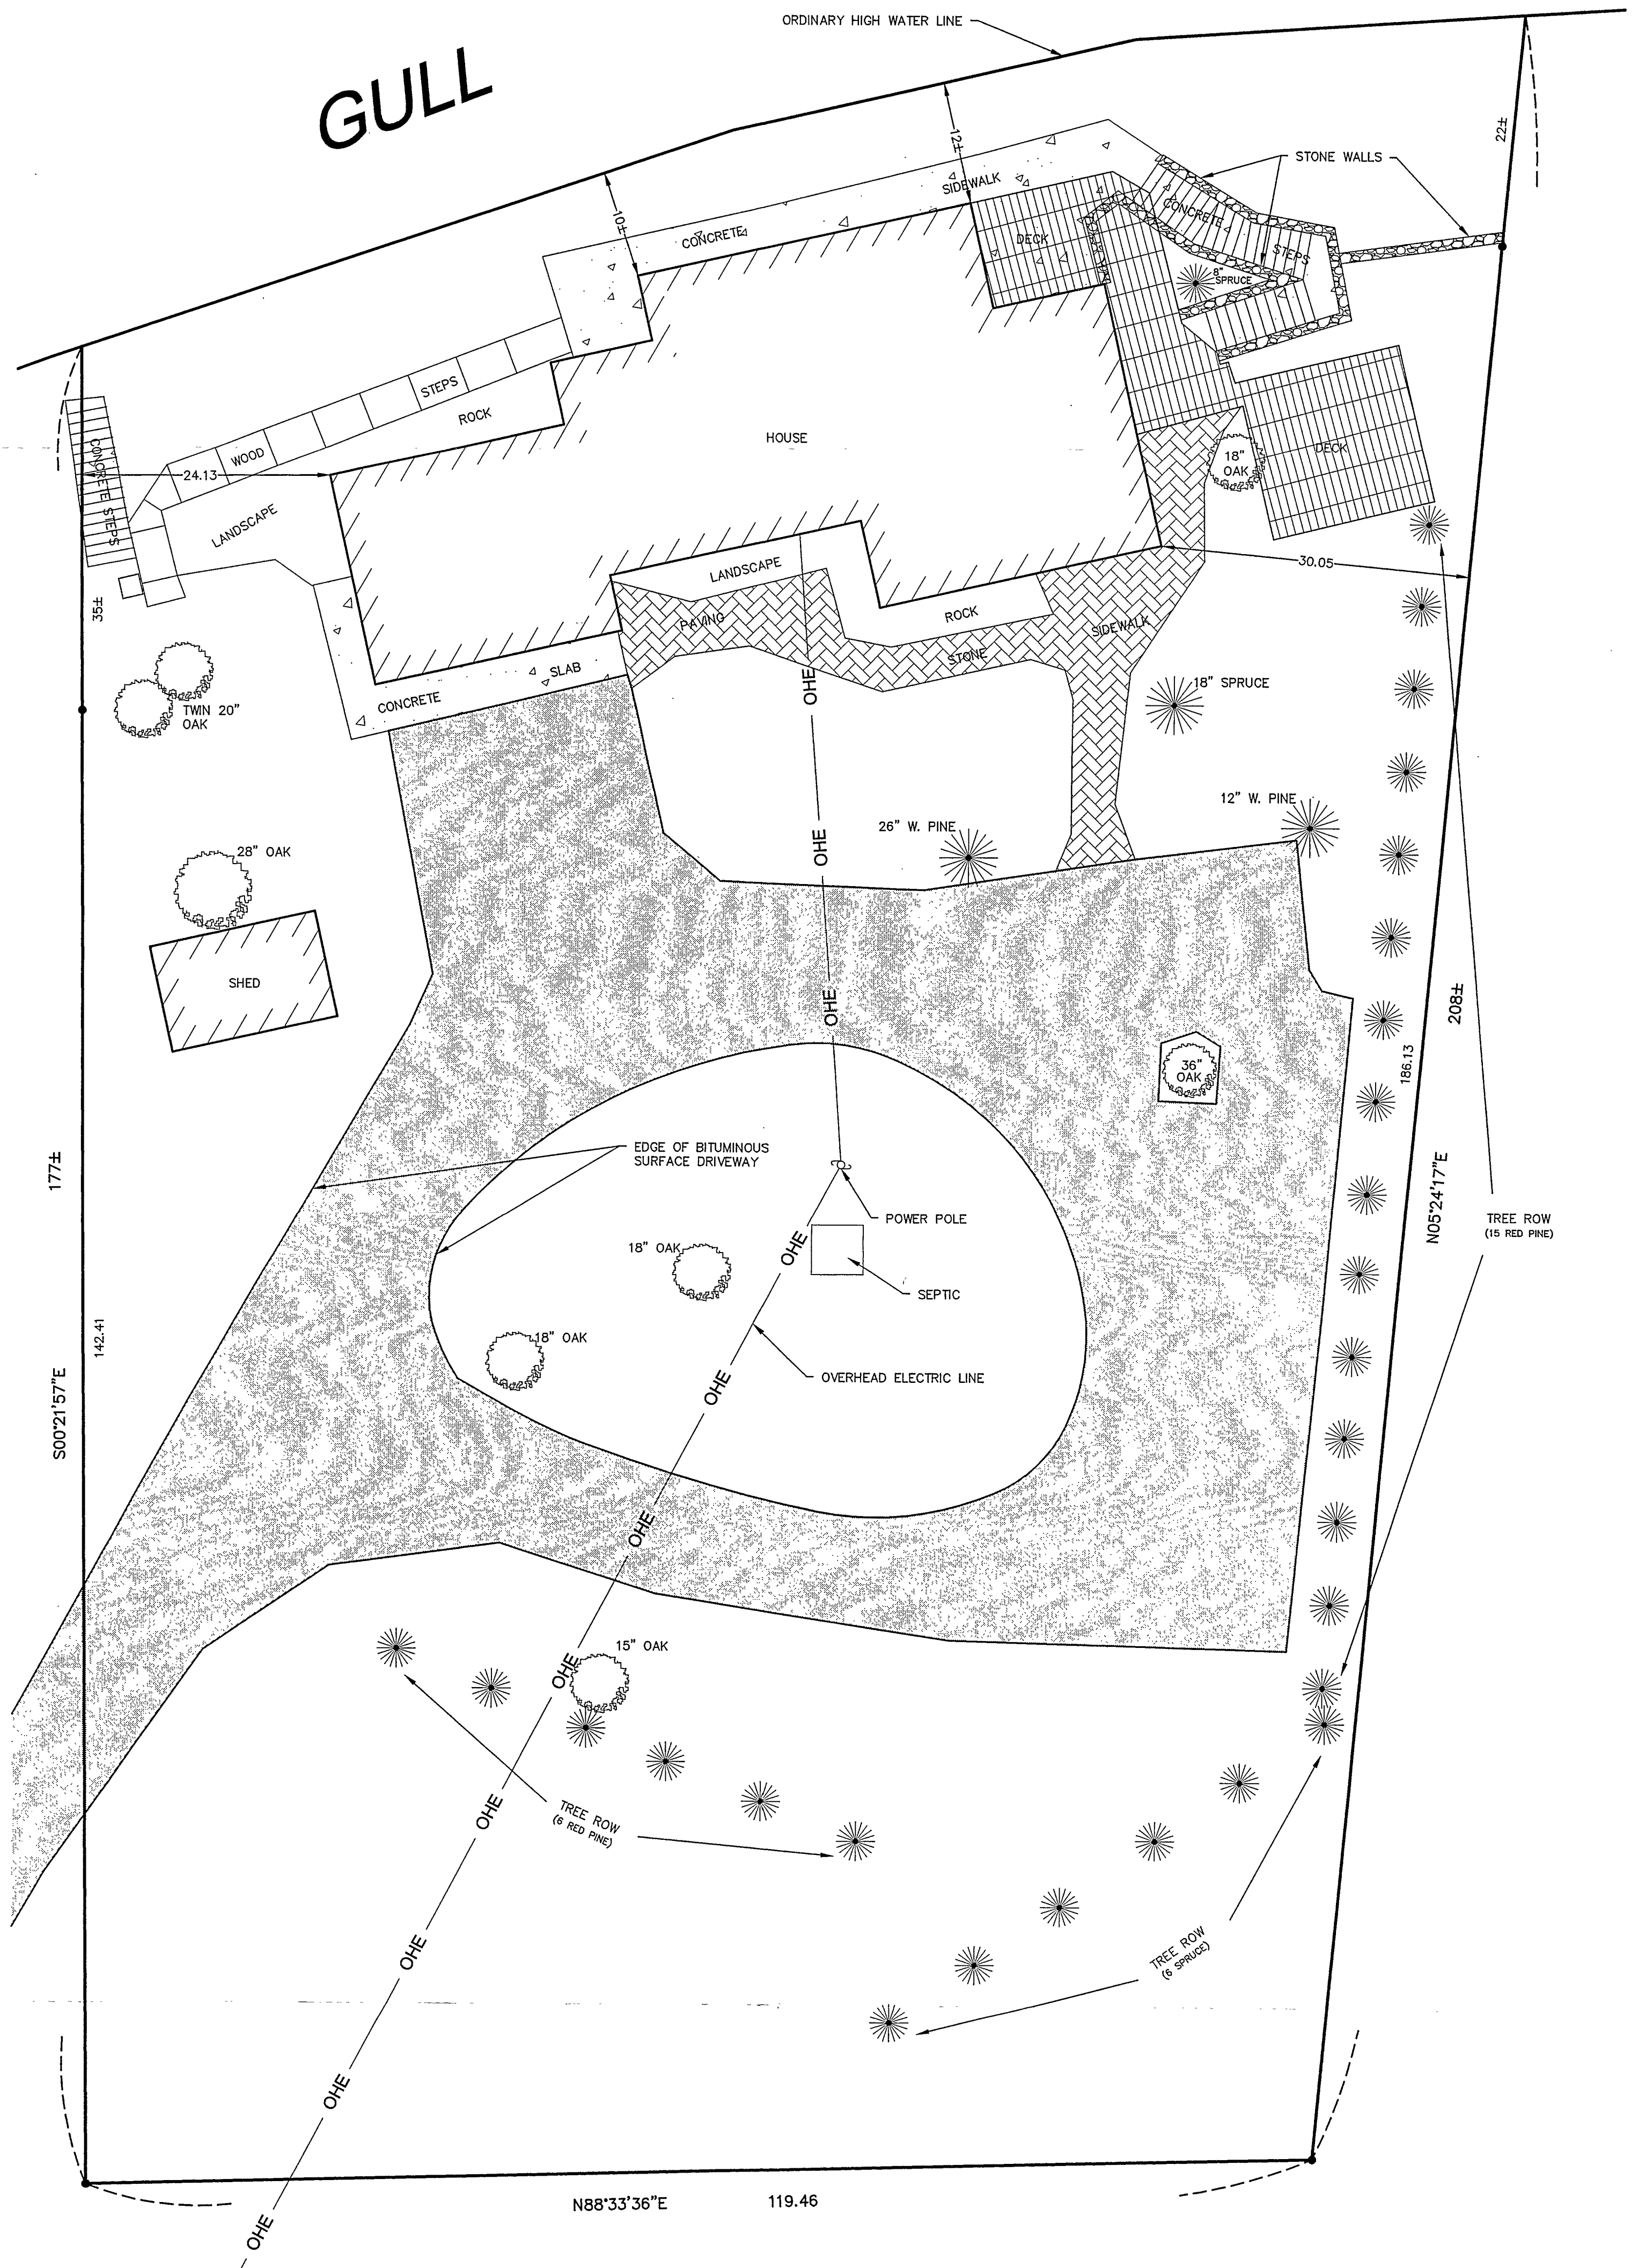 ORDINARY HIGH WATER LINE
GULL
22±
12±
STONE WALLS
SIDEWALK
10±
CONCRETE
DECK
CONCRETE
STEPS
8"
SPRUCE
STEPS
ROCK
HOUSE
WOOD
CONCRETE STEPS
24.13
LANDSCAPE
18"
OAK
DECK
30.05
LANDSCAPE
ROCK
35±
PAVING
SIDEWALK
STONE
SLAB
CONCRETE
OHE
18" SPRUCE
TWIN 20"
OAK
12" W. PINE
26" W. PINE
OHE
28" OAK
SHED
OHE
208±
186.13
36"
OAK
EDGE OF BITUMINOUS
SURFACE DRIVEWAY
177±
N05°24'17"E
POWER POLE
TREE ROW
(15 RED PINE)
18" OAK
OHE
SEPTIC
142.41
18" OAK
S00°21'57"E
OHE
OVERHEAD ELECTRIC LINE
OHE
15" OAK
OHE
OHE
TREE ROW
(6 RED PINE)
OHE
TREE ROW
(6 SPRUCE)
OHE
N88°33'36"E
119.46
OHE